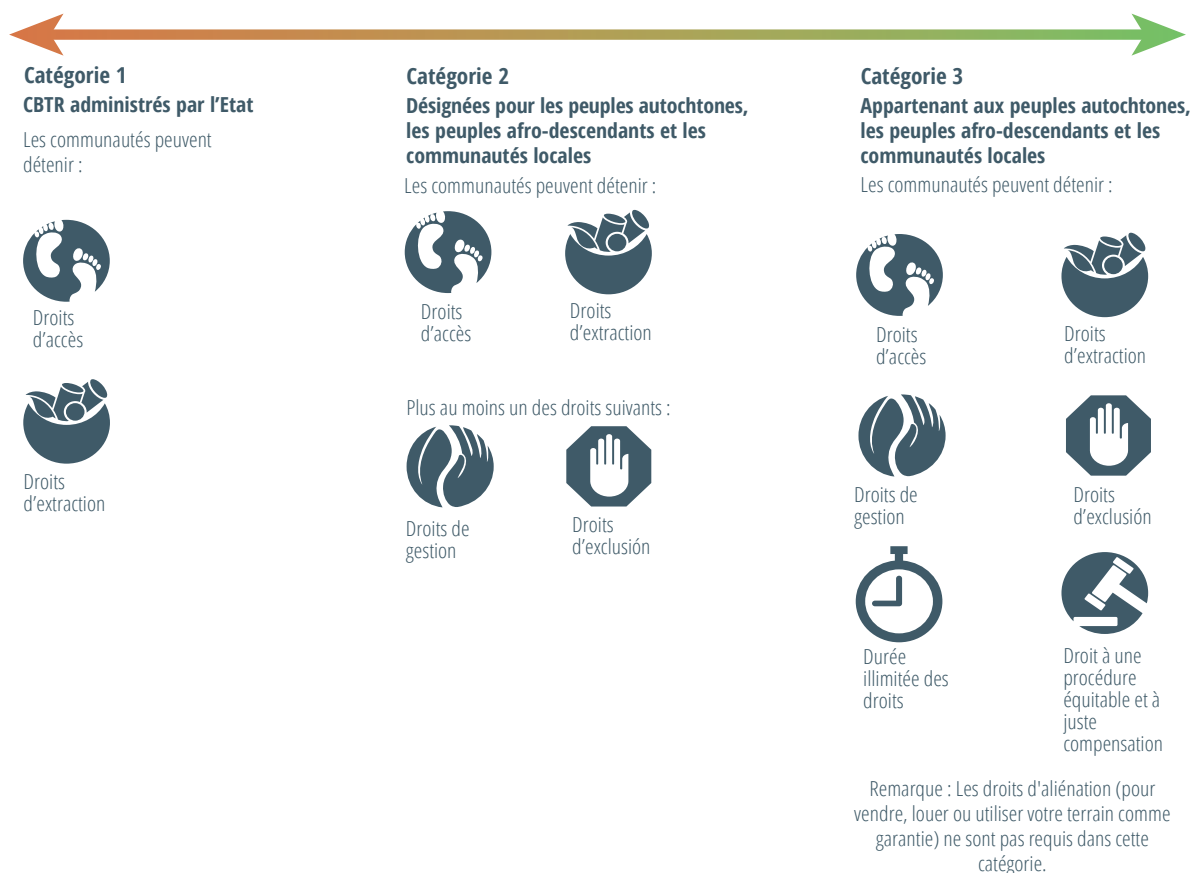 Catégorie 1
CBTR administrés par l’Etat
Les communautés peuvent
détenir :
Droits
d’accès
Droits
d’extraction
Catégorie 2
Désignées pour les peuples autochtones,
les peuples afro-descendants et les
communautés locales
Les communautés peuvent détenir :
Droits
d’accès
Droits
d’extraction
Plus au moins un des droits suivants :
Droits de
gestion
Droits
d’exclusión
Catégorie 3
Appartenant aux peuples autochtones,
les peuples afro-descendants et les
communautés locales
Les communautés peuvent détenir :
Droits
d’accès
Droits
d’extraction
Droits de
gestion
Droits
d’exclusión
Durée
illimitée des
droits
Droit à une
procédure
équitable et à
juste
compensation
Remarque : Les droits d'aliénation (pour
vendre, louer ou utiliser votre terrain comme
garantie) ne sont pas requis dans cette
catégorie.